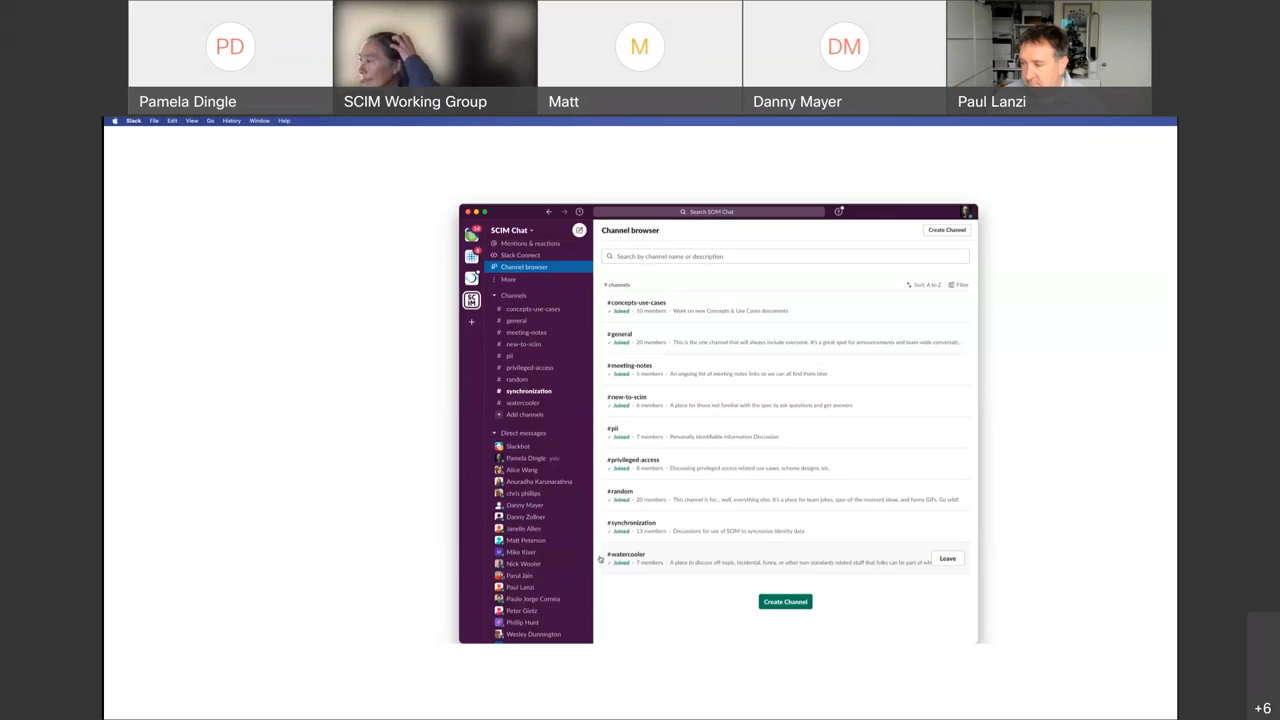 PD
M
DM
Pamela Dingle
SCIM Working Group
Matt
Danny Mayer
Paul Lanzi
Slack File Edit View Go History Window Help
Search SCIM Chat
SCIM Chat
Mentions & reactions
Slack Connect
Channel browser
More
Channels
# concepts-use-cases
# general
# meeting-notes
# new-to-scim
# pii
# privileged-access
# random
# synchronization
# watercooler
+ Add channels
Direct messages
Slackbot
Pamela Dingle you
Alice Wang
Anuradha Karunarathna
chris phillips
Danny Mayer
Danny Zollner
Janelle Allen
Matt Peterson
Mike Kiser
Nick Wooler
Parul Jain
Paul Lanzi
Paulo Jorge Correia
Peter Gietz
Phillip Hunt
Wesley Dunnington
SC
IM
Channel browser
Create Channel
Search by channel name or description
9 channels
Sort: A to Z Filter
#concepts-use-cases
✓ Joined · 10 members · Work on new Concepts & Use Cases documents
#general
✓ Joined · 20 members · This is the one channel that will always include everyone. It's a great spot for announcements and team-wide conversati...
#meeting-notes
✓ Joined · 5 members · An ongoing list of meeting notes links so we can all find them later
#new-to-scim
✓ Joined · 6 members · A place for those not familiar with the spec to ask questions and get answers
#pii
✓ Joined · 7 members · Personally Identifiable Information Discussion
#privileged-access
✓ Joined · 8 members · Discussing privileged access related use cases, schema designs, etc.
#random
✓ Joined · 20 members · This channel is for... well, everything else. It's a place for team jokes, spur of the moment ideas, and funny GIFs. Go wild!
#synchronization
✓ Joined · 13 members · Discussions for use of SCIM to syncronize identity data
#watercooler
✓ Joined · 7 members · A place to discuss off-topic, incidental, funny, or other non-standards related stuff that folks can be part of wh
Leave
Create Channel
+6